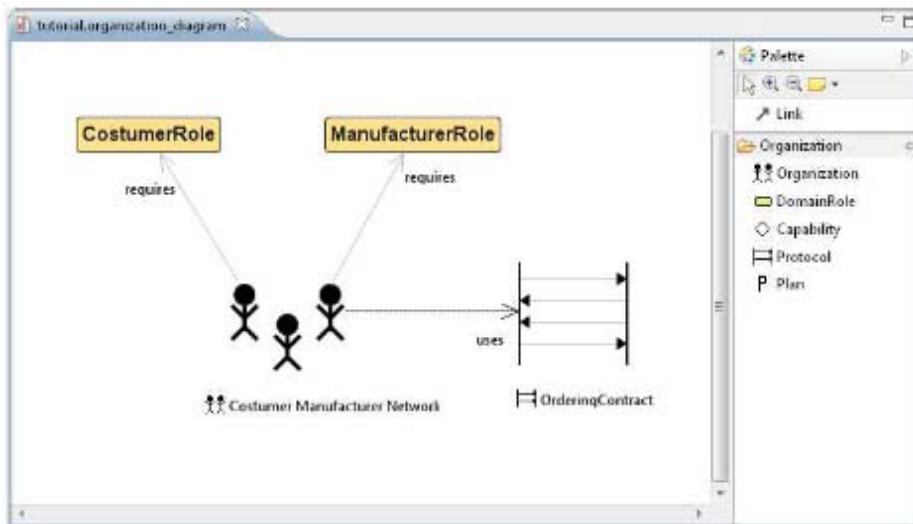 tutorial.organization_diagram
Palette
Link
Organization
Organization
DomainRole
Capability
Protocol
Plan
CostumerRole
ManufacturerRole
requires
requires
uses
Costumer Manufacturer Network
OrderingContract